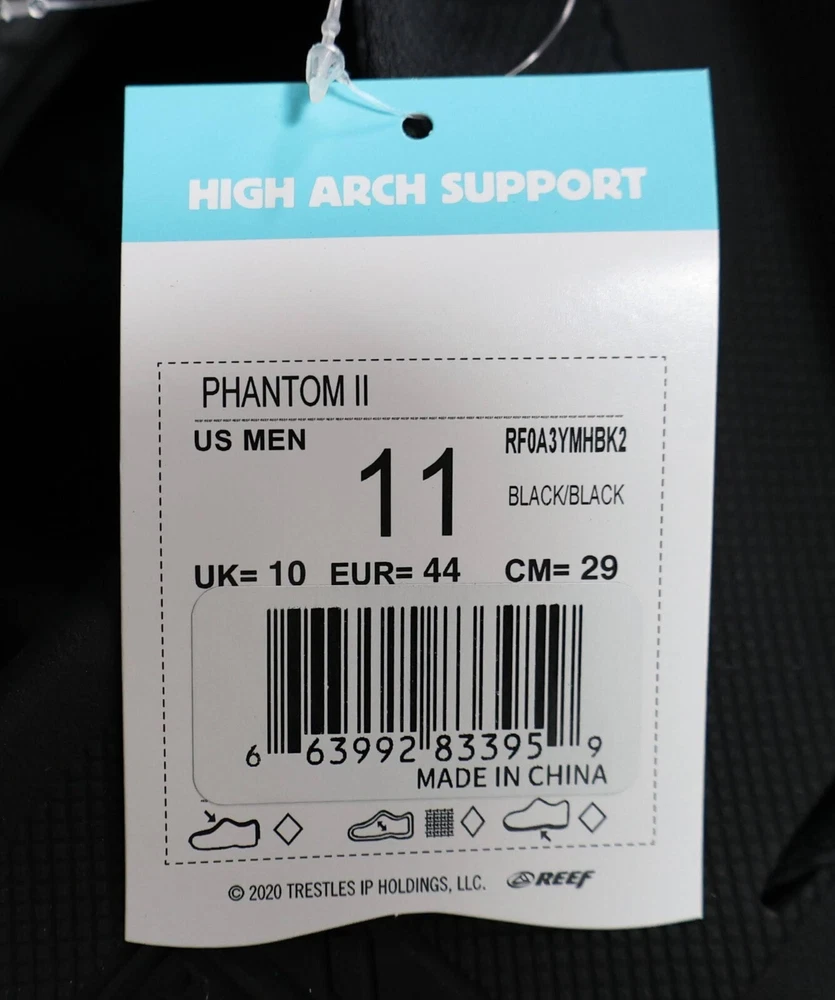 HIGH ARCH SUPPORT
PHANTOM II
US MEN
11
RF0A3YMHBK2
BLACK/BLACK
UK= 10 EUR= 44 CM= 29
6 63992 83395 9
MADE IN CHINA
© 2020 TRESTLES IP HOLDINGS, LLC. REEF